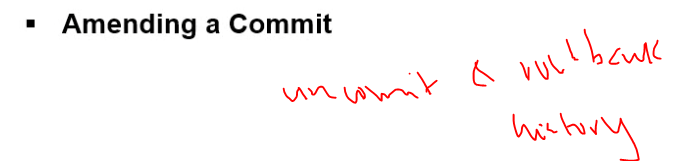 ▪ Amending a Commit
uncommit & rollback
history